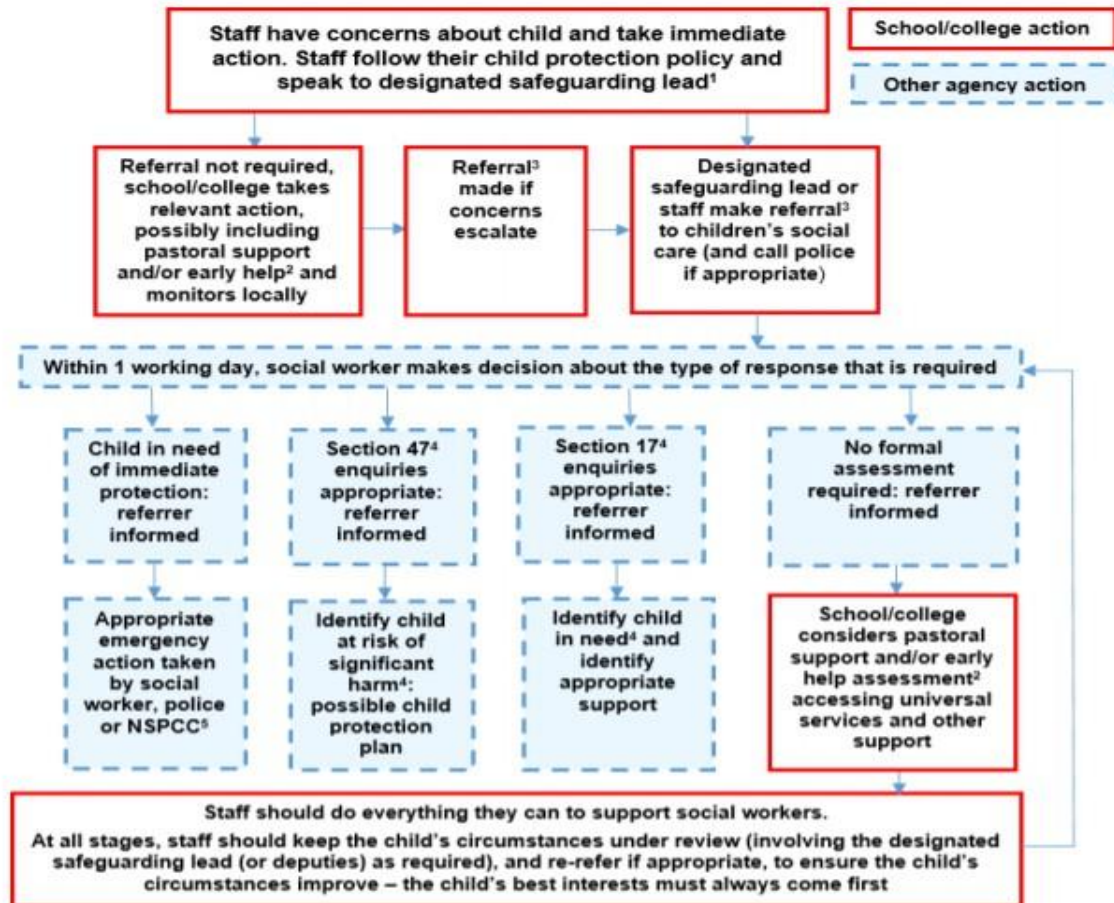 Staff have concerns about child and take immediate
action. Staff follow their child protection policy and
speak to designated safeguarding lead¹
School/college action
Other agency action
Referral not required,
school/college takes
relevant action,
possibly including
pastoral support
and/or early help² and
monitors locally
Referral³
made if
concerns
escalate
Designated
safeguarding lead or
staff make referral³
to children's social
care (and call police
if appropriate)
Within 1 working day, social worker makes decision about the type of response that is required
Child in need
of immediate
protection:
referrer
informed
Section 47⁴
enquiries
appropriate:
referrer
informed
Section 17⁴
enquiries
appropriate:
referrer
informed
No formal
assessment
required: referrer
informed
Appropriate
emergency
action taken
by social
worker, police
or NSPCC⁵
Identify child
at risk of
significant
harm⁴:
possible child
protection
plan
Identify child
in need⁴ and
identify
appropriate
support
School/college
considers pastoral
support and/or early
help assessment²
accessing universal
services and other
support
Staff should do everything they can to support social workers.
At all stages, staff should keep the child's circumstances under review (involving the designated
safeguarding lead (or deputies) as required), and re-refer if appropriate, to ensure the child's
circumstances improve – the child's best interests must always come first